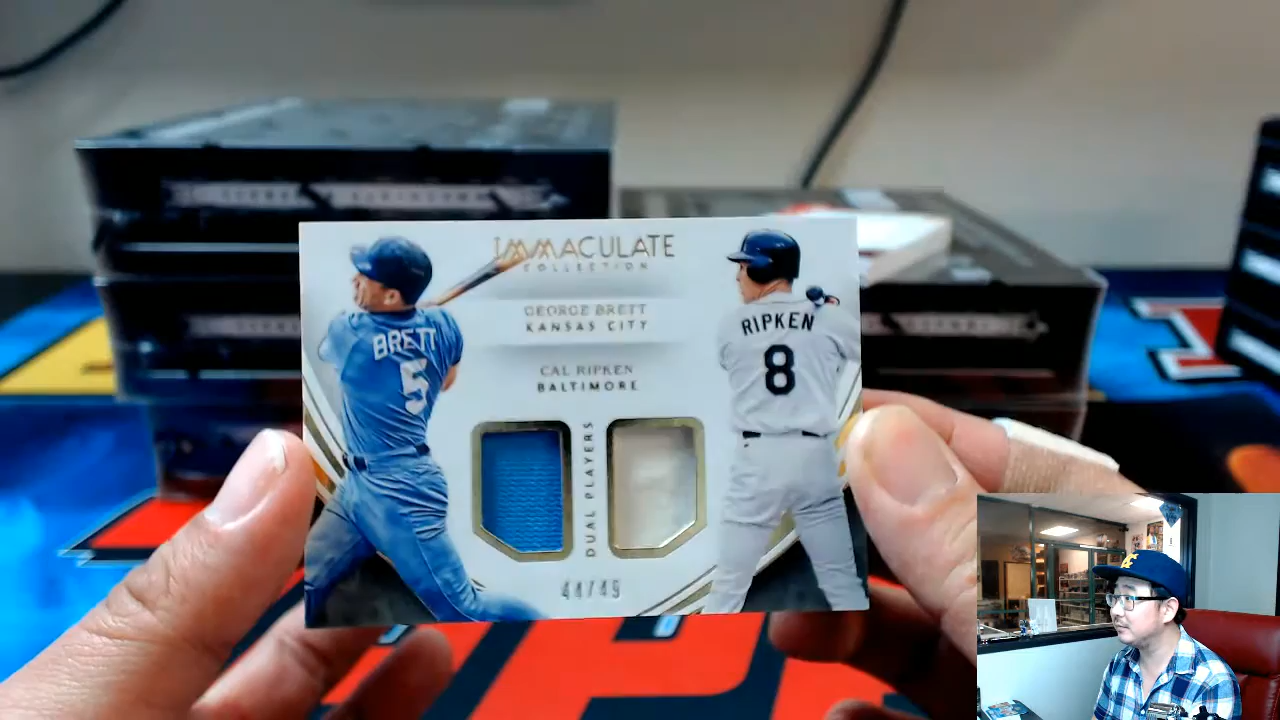 IMMACULATE
COLLECTION
GEORGE BRETT
KANSAS CITY
CAL RIPKEN
BALTIMORE
BRETT
5
RIPKEN
8
DUAL PLAYERS
44/49